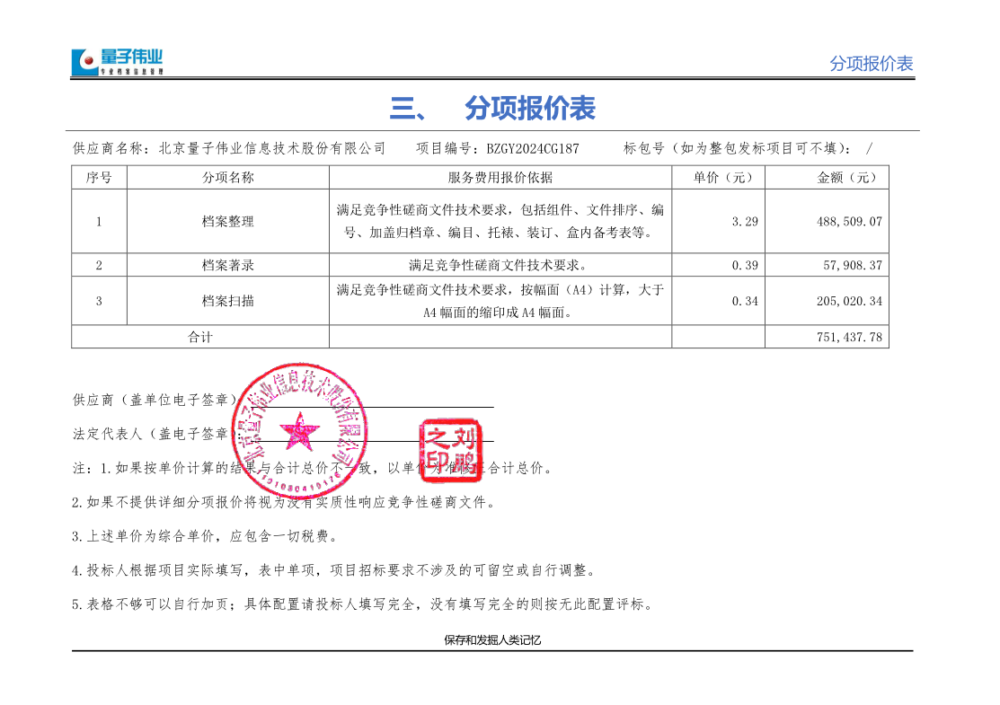 量子伟业
专业档案信息管理
分项报价表
三、 分项报价表
供应商名称：北京量子伟业信息技术股份有限公司 项目编号：BZGY2024CG187 标包号（如为整包发标项目可不填）： /
序号 分项名称 服务费用报价依据 单价（元） 金额（元）
1 档案整理 满足竞争性磋商文件技术要求，包括组件、文件排序、编
号、加盖归档章、编目、托裱、装订、盒内备考表等。 3.29 488,509.07
2 档案著录 满足竞争性磋商文件技术要求。 0.39 57,908.37
3 档案扫描 满足竞争性磋商文件技术要求，按幅面（A4）计算，大于
A4 幅面的缩印成 A4 幅面。 0.34 205,020.34
合计 751,437.78
供应商（盖单位电子签章）
法定代表人（盖电子签章）：
北京量子伟业信息技术股份有限公司
刘鹏之印
注：1.如果按单价计算的结果与合计总价不一致，以单价为准修正合计总价。
2.如果不提供详细分项报价将视为没有实质性响应竞争性磋商文件。
3.上述单价为综合单价，应包含一切税费。
4.投标人根据项目实际填写，表中单项，项目招标要求不涉及的可留空或自行调整。
5.表格不够可以自行加页；具体配置请投标人填写完全，没有填写完全的则按无此配置评标。
保存和发掘人类记忆